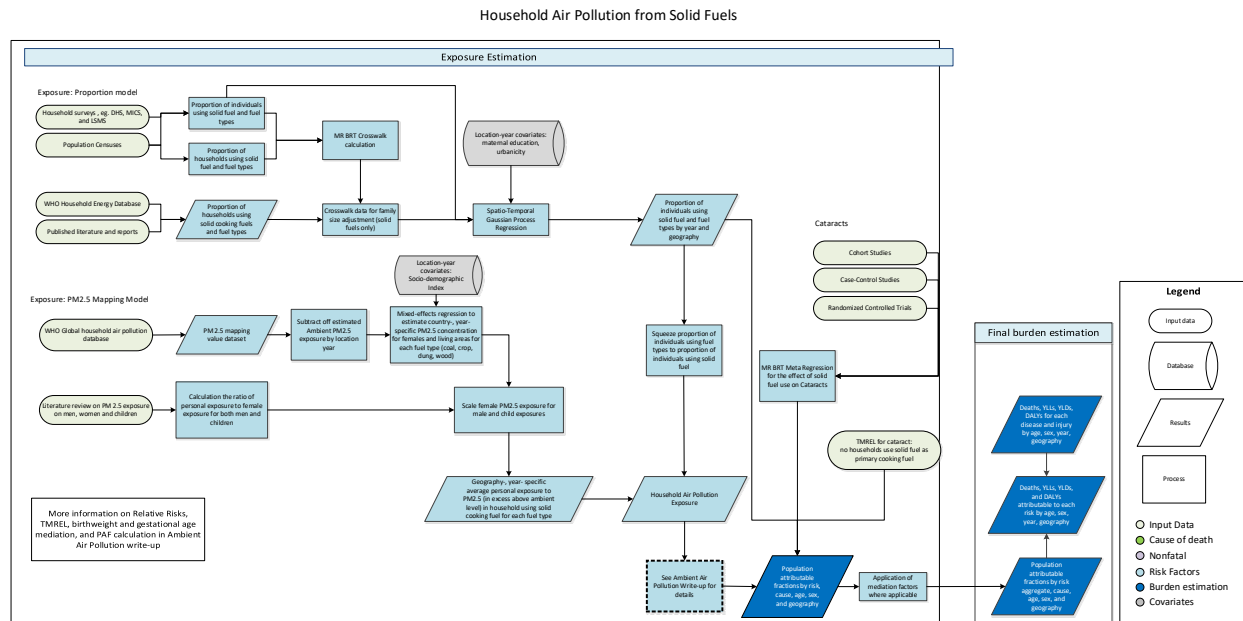 Household Air Pollution from Solid Fuels
Exposure Estimation
Exposure: Proportion model
Household surveys , eg. DHS, MICS,
and LSMS
Population Censuses
Proportion of individuals
using solid fuel and fuel
types
Proportion of
households using solid
fuel and fuel types
MR BRT Crosswalk
calculation
Location-year covariates:
maternal education,
urbanicity
WHO Household Energy Database
Published literature and reports
Proportion of
households using
solid cooking fuels
and fuel types
Crosswalk data for family
size adjustment (solid
fuels only)
Spatio-Temporal
Gaussian Process
Regression
Proportion of
individuals using
solid fuel and fuel
types by year and
geography
Cataracts
Cohort Studies
Case-Control Studies
Randomized Controlled Trials
Exposure: PM2.5 Mapping Model
Location-year
covariates:
Socio-demographic
Index
WHO Global household air pollution
database
PM2.5 mapping
value dataset
Subtract off estimated
Ambient PM2.5
exposure by location
year
Mixed-effects regression to
estimate country-, year-
specific PM2.5 concentration
for females and living areas for
each fuel type (coal, crop,
dung, wood)
Squeeze proportion of
individuals using fuel
types to proportion of
individuals using solid
fuel
MR BRT Meta Regression
for the effect of solid
fuel use on Cataracts
Literature review on PM 2.5 exposure
on men, women and children
Calculation the ratio of
personal exposure to female
exposure for both men and
children
Scale female PM2.5 exposure for
male and child exposures
TMREL for cataract:
no households use solid fuel as
primary cooking fuel
Geography-, year- specific
average personal exposure to
PM2.5 (in excess above ambient
level) in household using solid
cooking fuel for each fuel type
Household Air Pollution
Exposure
More information on Relative Risks,
TMREL, birthweight and gestational age
mediation, and PAF calculation in Ambient
Air Pollution write-up
See Ambient Air
Pollution Write-up for
details
Population
attributable
fractions by risk,
cause, age, sex,
and geography
Application of
mediation factors
where applicable
Final burden estimation
Deaths, YLLs, YLDs,
DALYs for each
disease and injury
by age, sex, year,
geography
Deaths, YLLs, YLDs,
and DALYs
attributable to each
risk by age, sex,
year, geography
Population
attributable
fractions by risk
aggregate, cause,
age, sex, and
geography
Legend
Input data
Database
Results
Process
Input Data
Cause of death
Nonfatal
Risk Factors
Burden estimation
Covariates